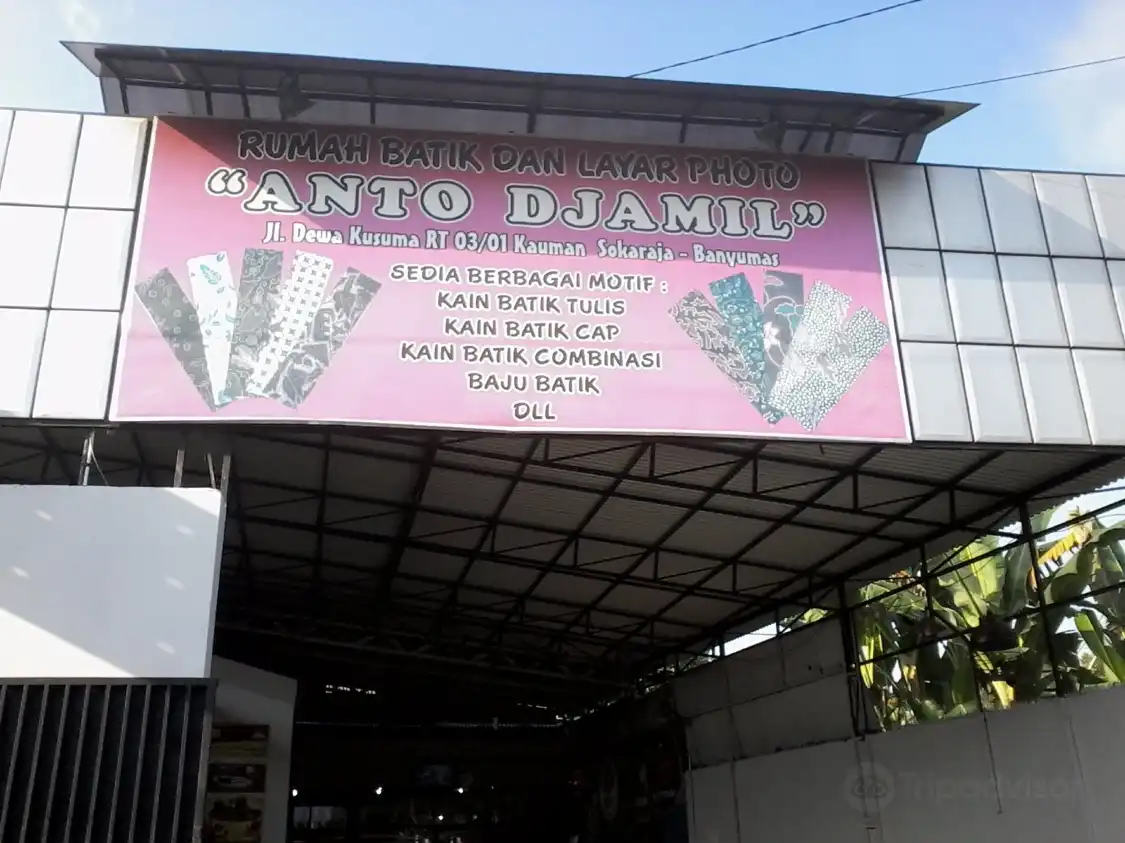 RUMAH BATIK DAN LAYAR PHOTO
“ANTO DJAMIL”
Jl. Dewa Kusuma RT 03/01 Kauman Sokaraja - Banyumas
SEDIA BERBAGAI MOTIF :
KAIN BATIK TULIS
KAIN BATIK CAP
KAIN BATIK COMBINASI
BAJU BATIK
DLL
Tripadvisor